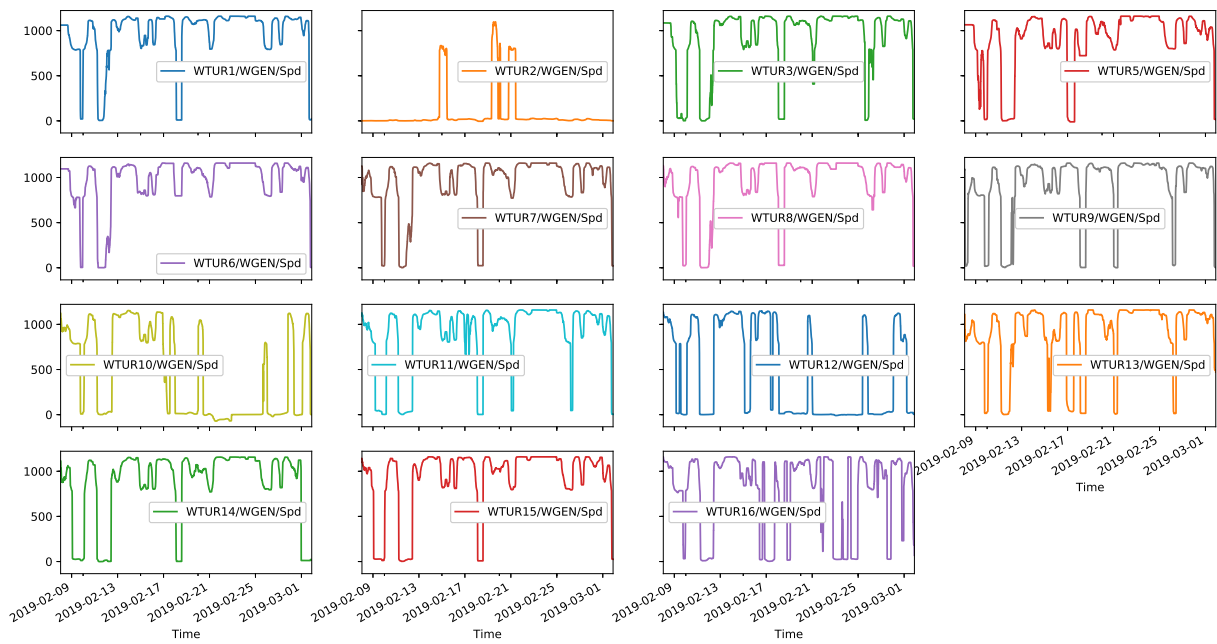 1000
500
0
WTUR1/WGEN/Spd
WTUR2/WGEN/Spd
WTUR3/WGEN/Spd
WTUR5/WGEN/Spd
1000
500
0
WTUR6/WGEN/Spd
WTUR7/WGEN/Spd
WTUR8/WGEN/Spd
WTUR9/WGEN/Spd
1000
500
0
WTUR10/WGEN/Spd
WTUR11/WGEN/Spd
WTUR12/WGEN/Spd
WTUR13/WGEN/Spd
2019-02-09
2019-02-13
2019-02-17
2019-02-21
2019-02-25
2019-03-01
Time
1000
500
0
WTUR14/WGEN/Spd
WTUR15/WGEN/Spd
WTUR16/WGEN/Spd
2019-02-09
2019-02-13
2019-02-17
2019-02-21
2019-02-25
2019-03-01
Time
2019-02-09
2019-02-13
2019-02-17
2019-02-21
2019-02-25
2019-03-01
Time
2019-02-09
2019-02-13
2019-02-17
2019-02-21
2019-02-25
2019-03-01
Time